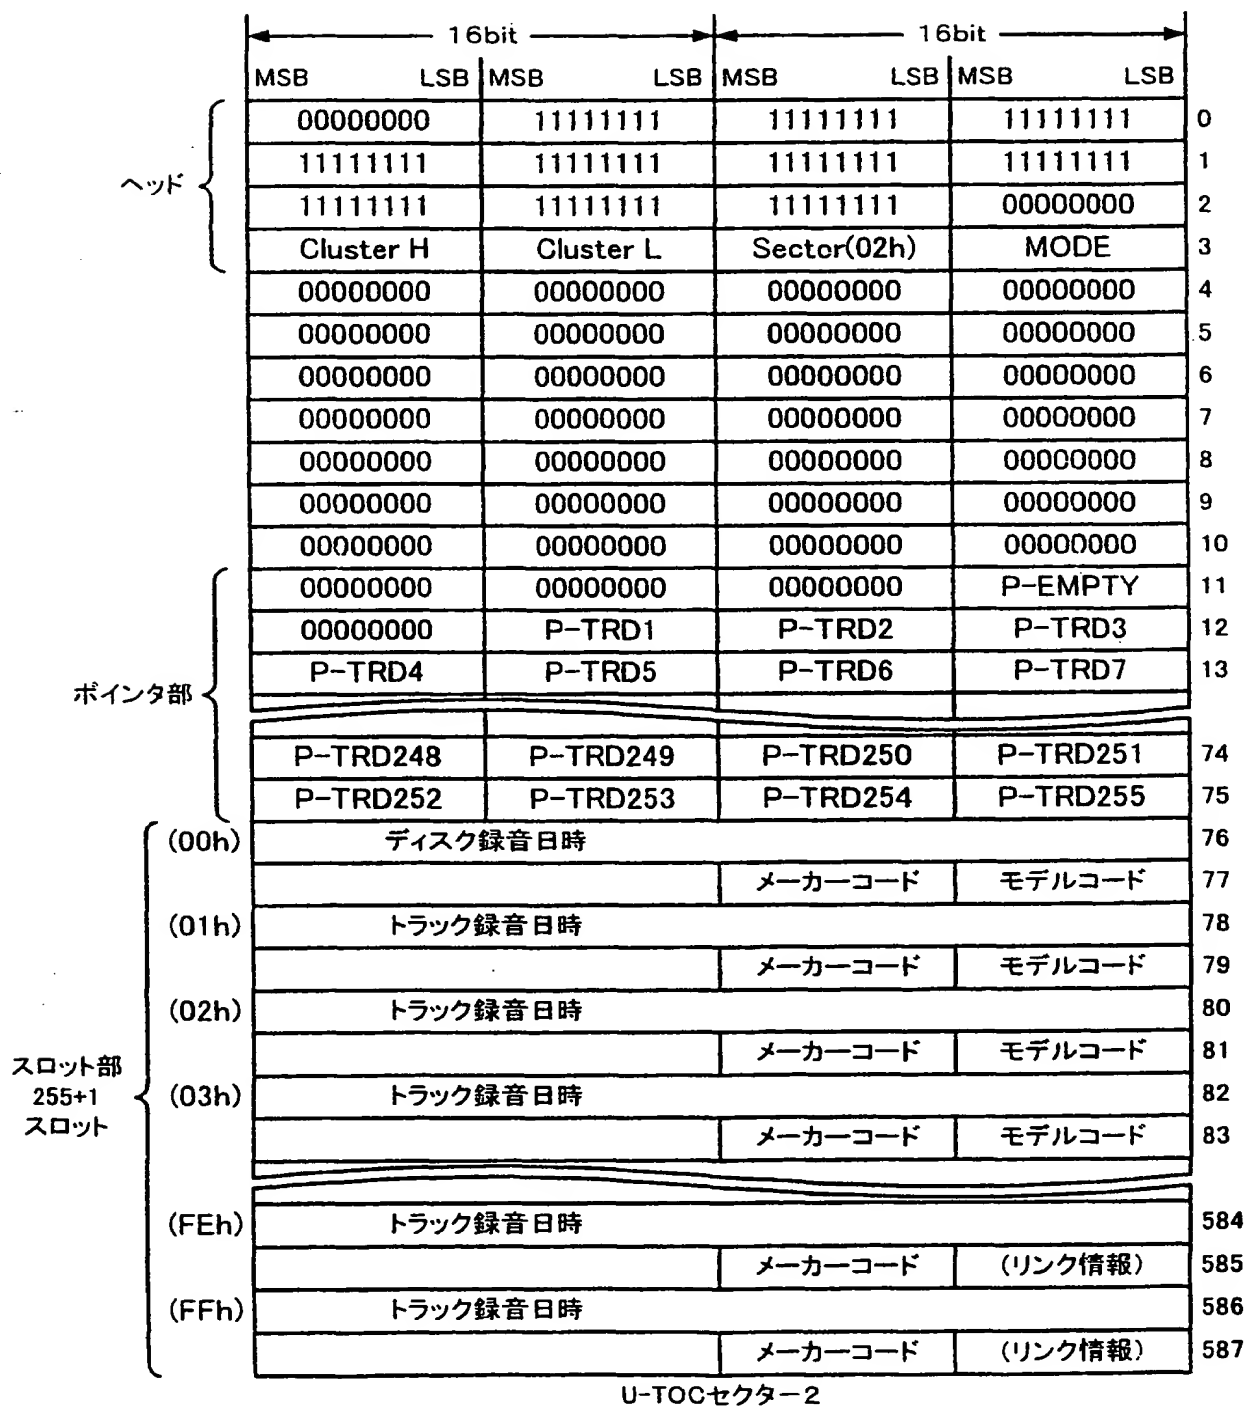 16bit 16bit
MSB LSB MSB LSB MSB LSB MSB LSB
00000000 11111111 11111111 11111111 0
11111111 11111111 11111111 11111111 1
ヘッド
11111111 11111111 11111111 00000000 2
Cluster H Cluster L Sector(02h) MODE 3
00000000 00000000 00000000 00000000 4
00000000 00000000 00000000 00000000 5
00000000 00000000 00000000 00000000 6
00000000 00000000 00000000 00000000 7
00000000 00000000 00000000 00000000 8
00000000 00000000 00000000 00000000 9
00000000 00000000 00000000 00000000 10
00000000 00000000 00000000 P-EMPTY 11
00000000 P-TRD1 P-TRD2 P-TRD3 12
P-TRD4 P-TRD5 P-TRD6 P-TRD7 13
ポインタ部
P-TRD248 P-TRD249 P-TRD250 P-TRD251 74
P-TRD252 P-TRD253 P-TRD254 P-TRD255 75
(00h) ディスク録音日時 76
メーカーコード モデルコード 77
(01h) トラック録音日時 78
メーカーコード モデルコード 79
(02h) トラック録音日時 80
メーカーコード モデルコード 81
スロット部
255+1
スロット
(03h) トラック録音日時 82
メーカーコード モデルコード 83
(FEh) トラック録音日時 584
メーカーコード (リンク情報) 585
(FFh) トラック録音日時 586
メーカーコード (リンク情報) 587
U-TOCセクター2